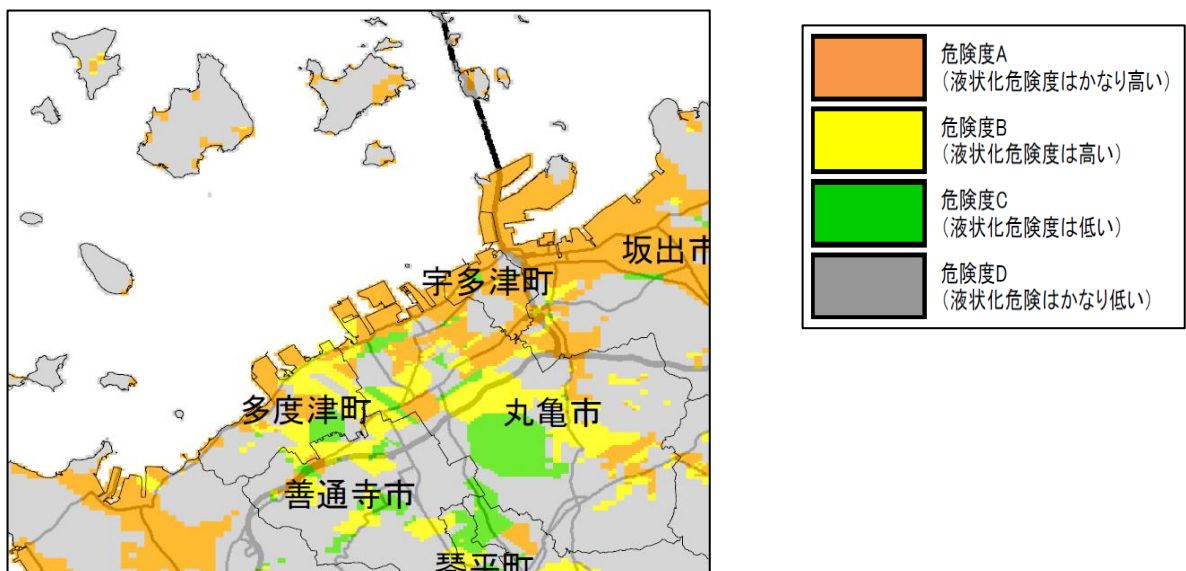 坂出市
宇多津町
多度津町
丸亀市
善通寺市
琴平町
危険度A
(液状化危険度はかなり高い)
危険度B
(液状化危険度は高い)
危険度C
(液状化危険度は低い)
危険度D
(液状化危険はかなり低い)